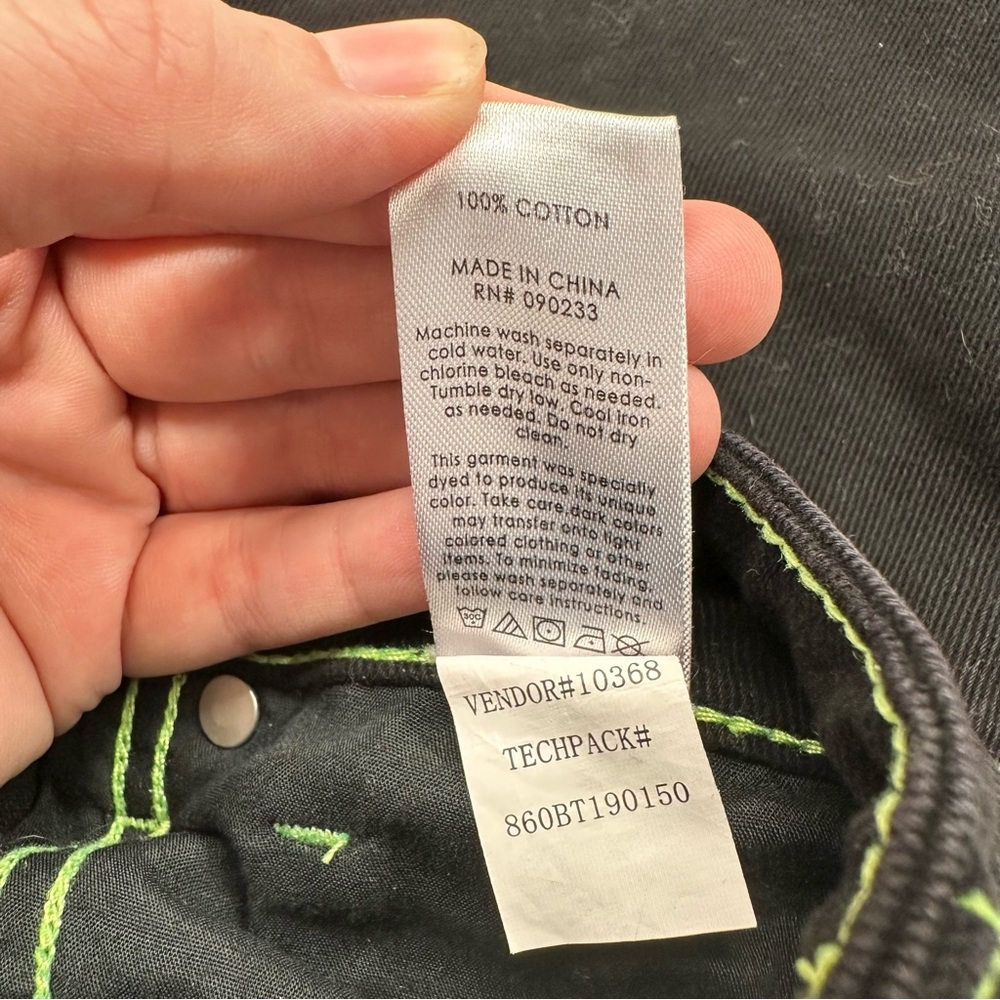 100% COTTON
MADE IN CHINA
RN# 090233
Machine wash separately in
cold water. Use only non-
chlorine bleach as needed.
Tumble dry low, Cool iron
as needed. Do not dry
clean.
This garment was specially
dyed to produce its unique
color. Take care dark colors
may transfer onto light
colored clothing or other
items. To minimize fading,
please wash separately and
follow care instructions.
VENDOR#10368
TECHPACK#
860BT190150